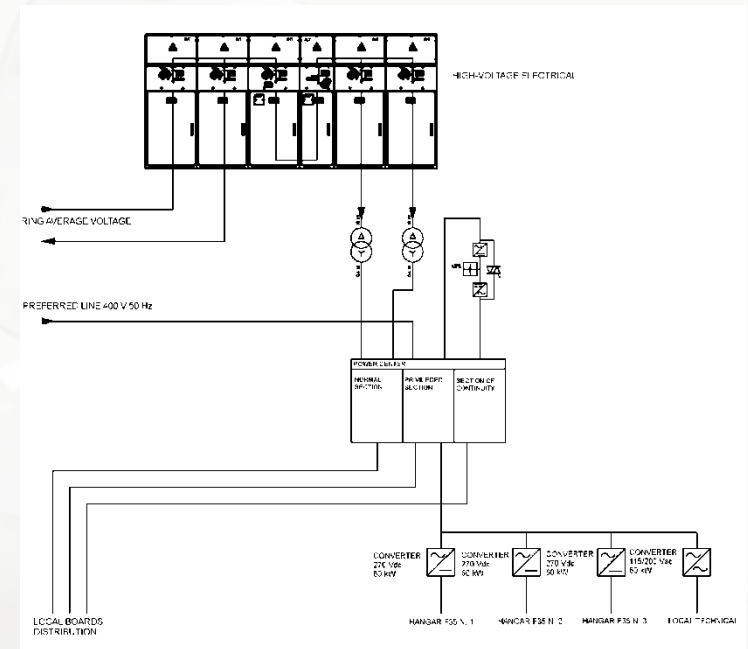 HIGH-VOLTAGE ELECTRICAL
RING AVERAGE VOLTAGE
PREFERRED LINE 400 V 50 Hz
POWER CENTER
NORMAL
SECTION
PRIVILEDED
SECTION
SECTION OF
CONTINUITY
CONVERTER
270 Vdc
60 kW
CONVERTER
270 Vdc
60 kW
CONVERTER
270 Vdc
60 kW
CONVERTER
115/200 Vac
60 kW
LOCAL BOARDS
DISTRIBUTION
HANGAR F35 N. 1
HANGAR F35 N. 2
HANGAR F35 N. 3
LOCAL TECHNICAL